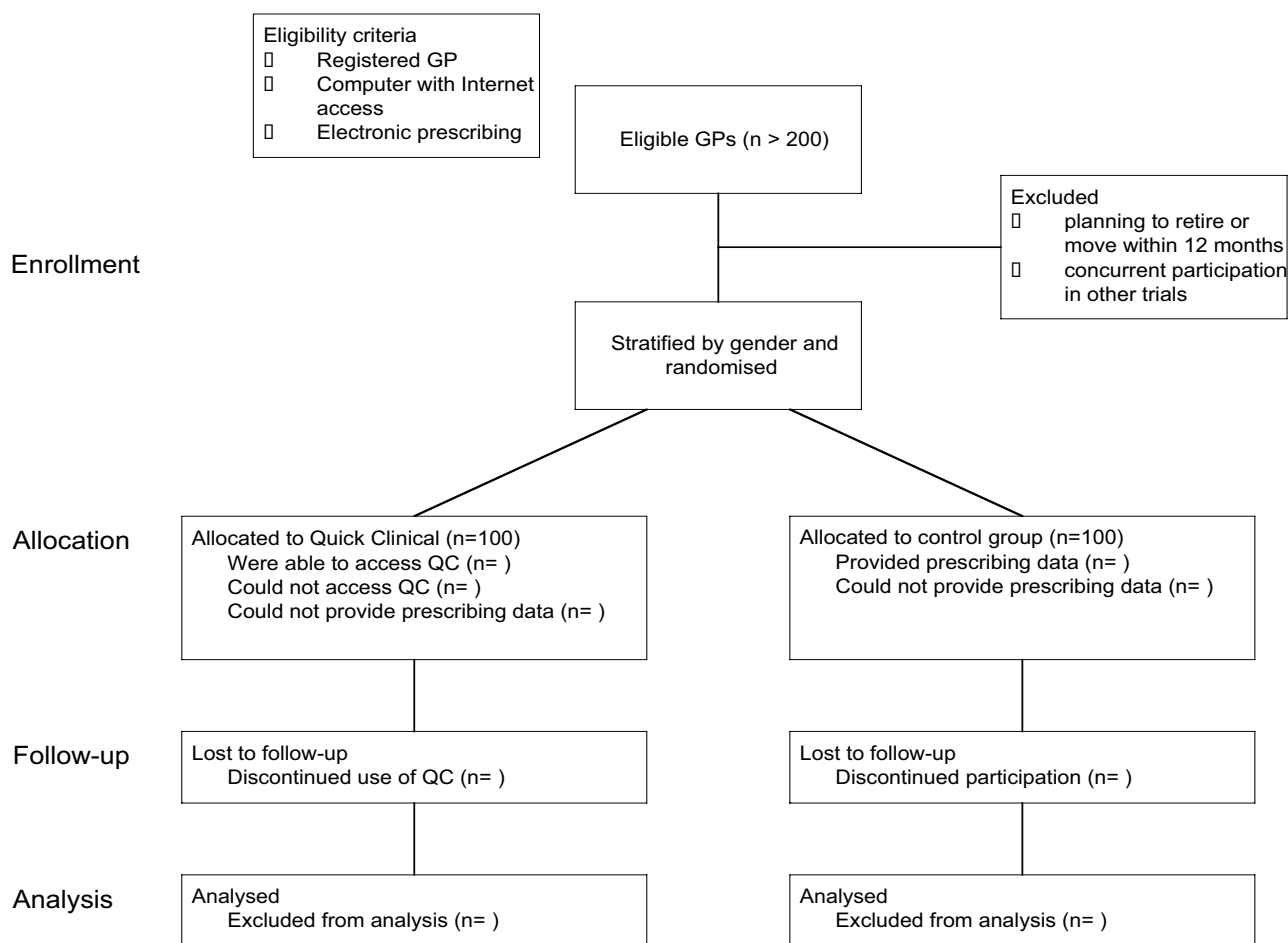 Eligibility criteria
▯ Registered GP
▯ Computer with Internet
access
▯ Electronic prescribing
Eligible GPs (n > 200)
Excluded
▯ planning to retire or
move within 12 months
▯ concurrent participation
in other trials
Enrollment
Stratified by gender and
randomised
Allocation
Allocated to Quick Clinical (n=100)
Were able to access QC (n= )
Could not access QC (n= )
Could not provide prescribing data (n= )
Allocated to control group (n=100)
Provided prescribing data (n= )
Could not provide prescribing data (n= )
Follow-up
Lost to follow-up
Discontinued use of QC (n= )
Lost to follow-up
Discontinued participation (n= )
Analysis
Analysed
Excluded from analysis (n= )
Analysed
Excluded from analysis (n= )